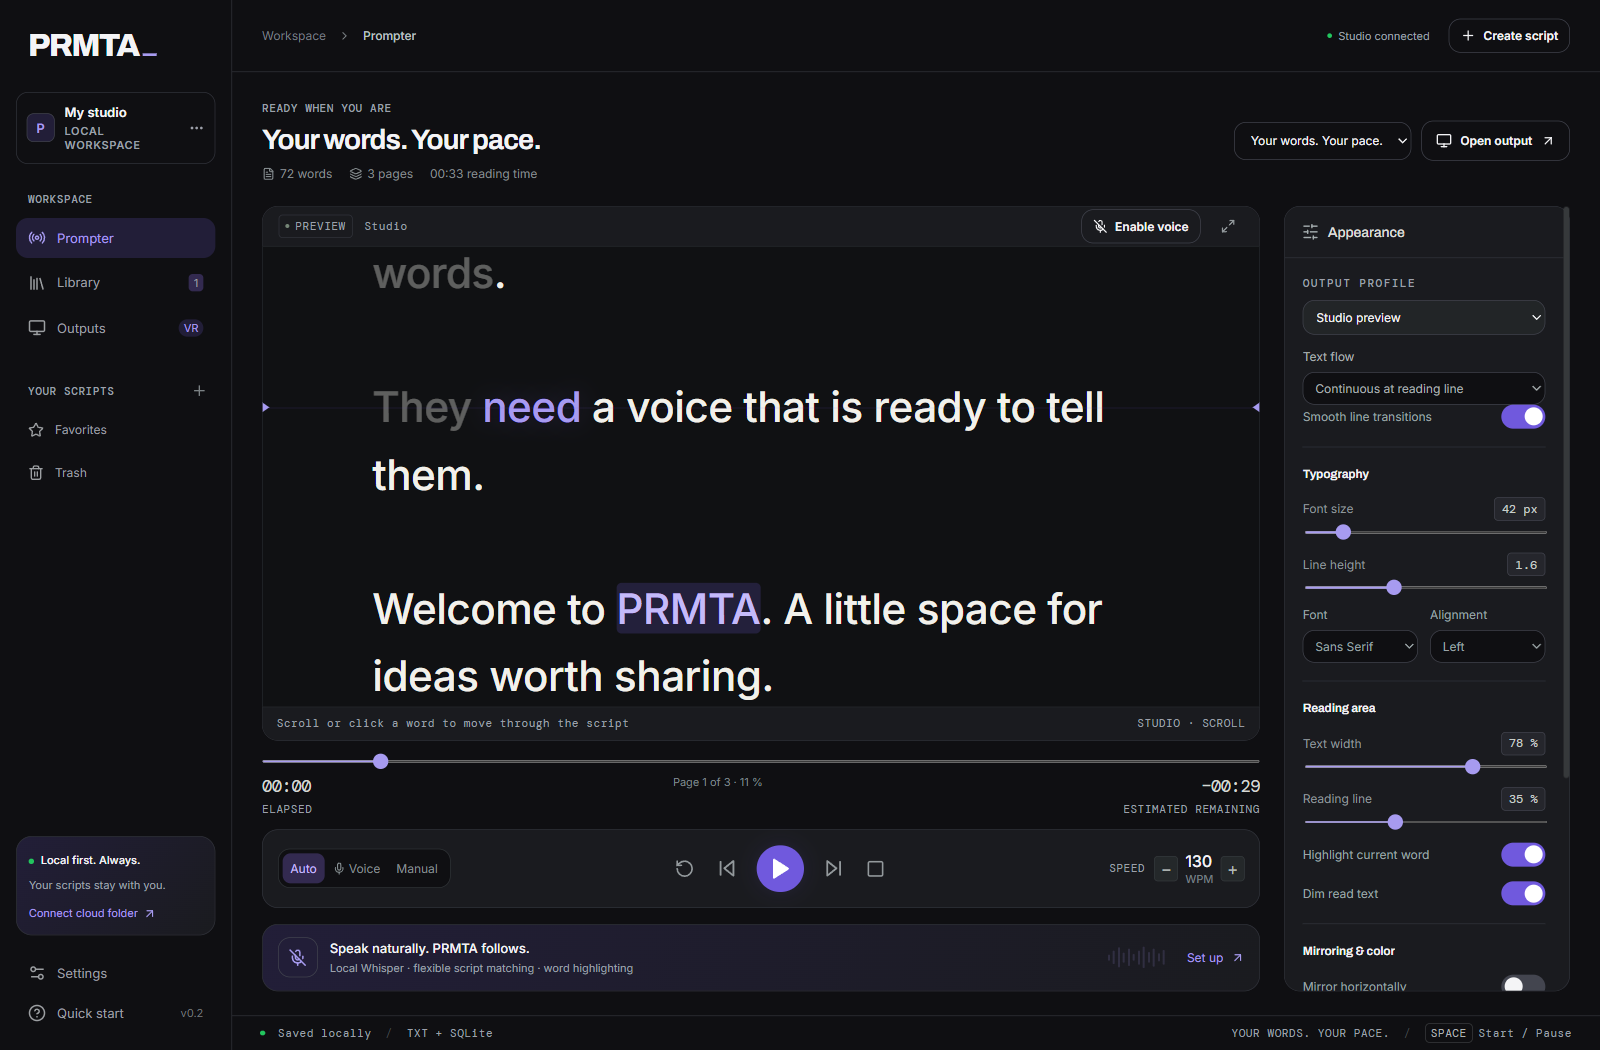 PRMTA_
P
My studio
LOCAL
WORKSPACE
WORKSPACE
Prompter
Library
1
Outputs
VR
YOUR SCRIPTS
Favorites
Trash
Local first. Always.
Your scripts stay with you.
Connect cloud folder
Settings
Quick start
v0.2
Workspace
Prompter
Studio connected
Create script
READY WHEN YOU ARE
Your words. Your pace.
72 words
3 pages
00:33 reading time
Your words. Your pace.
Open output
PREVIEW
Studio
Enable voice
words.
They need a voice that is ready to tell
them.
Welcome to PRMTA. A little space for
ideas worth sharing.
Scroll or click a word to move through the script
STUDIO · SCROLL
00:00
Page 1 of 3 · 11 %
−00:29
ELAPSED
ESTIMATED REMAINING
Auto
Voice
Manual
SPEED
−
130
WPM
+
Speak naturally. PRMTA follows.
Local Whisper · flexible script matching · word highlighting
Set up
Appearance
OUTPUT PROFILE
Studio preview
Text flow
Continuous at reading line
Smooth line transitions
Typography
Font size
42 px
Line height
1.6
Font
Alignment
Sans Serif
Left
Reading area
Text width
78 %
Reading line
35 %
Highlight current word
Dim read text
Mirroring & color
Mirror horizontally
Saved locally / TXT + SQLite
YOUR WORDS. YOUR PACE. / SPACE Start / Pause